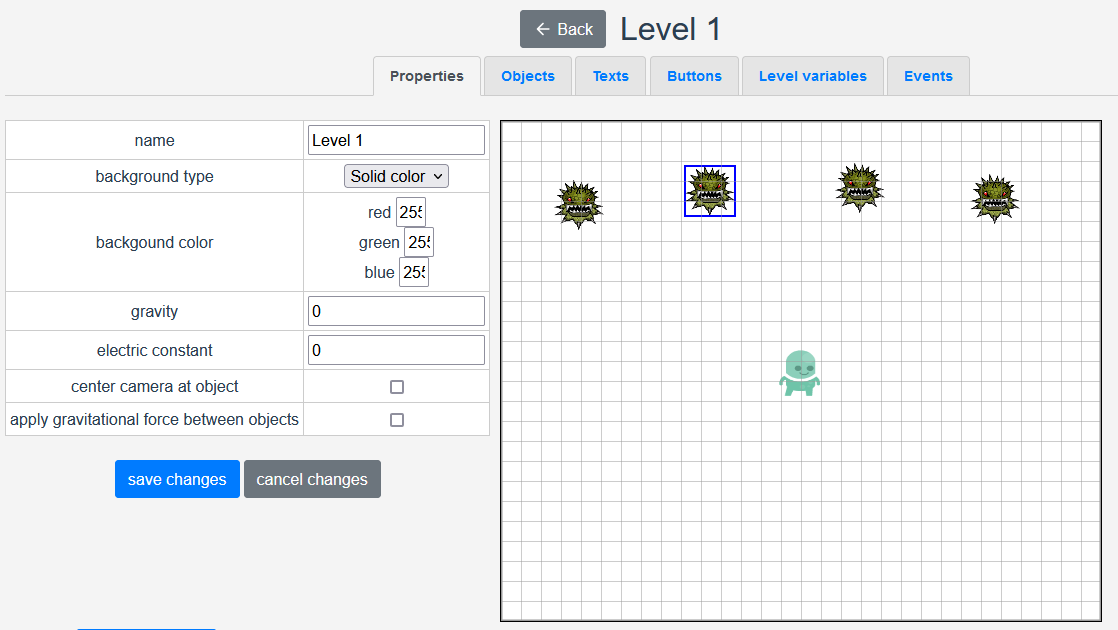 ← Back Level 1
Properties Objects Texts Buttons Level variables Events
name Level 1
background type Solid color
backgound color
red 255
green 255
blue 255
gravity 0
electric constant 0
center camera at object
apply gravitational force between objects
save changes cancel changes